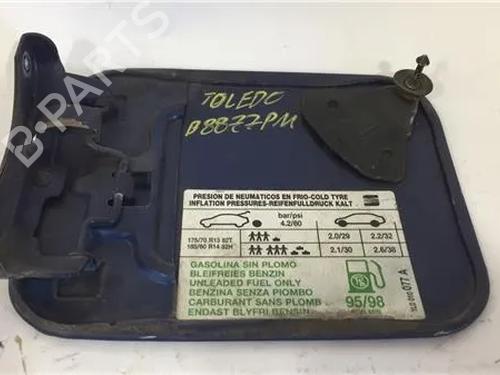 B-PARTS
TOLEDO
B8877PM
PRESION DE NEUMATICOS EN FRIO-COLD TYRE
INFLATION PRESSURES-REIFENFULLDRUCK KALT
bar/psi
4.2/60
175/70 R13 82T
185/60 R14 82H
2.0/29
2.2/32
2.1/30
2.6/38
GASOLINA SIN PLOMO
BLEIFREIES BENZIN
UNLEADED FUEL ONLY
BENZINA SENZA PIOMBO
CARBURANT SANS PLOMB
ENDAST BLYFRI BENSIN
95/98
1L0 010 077 A